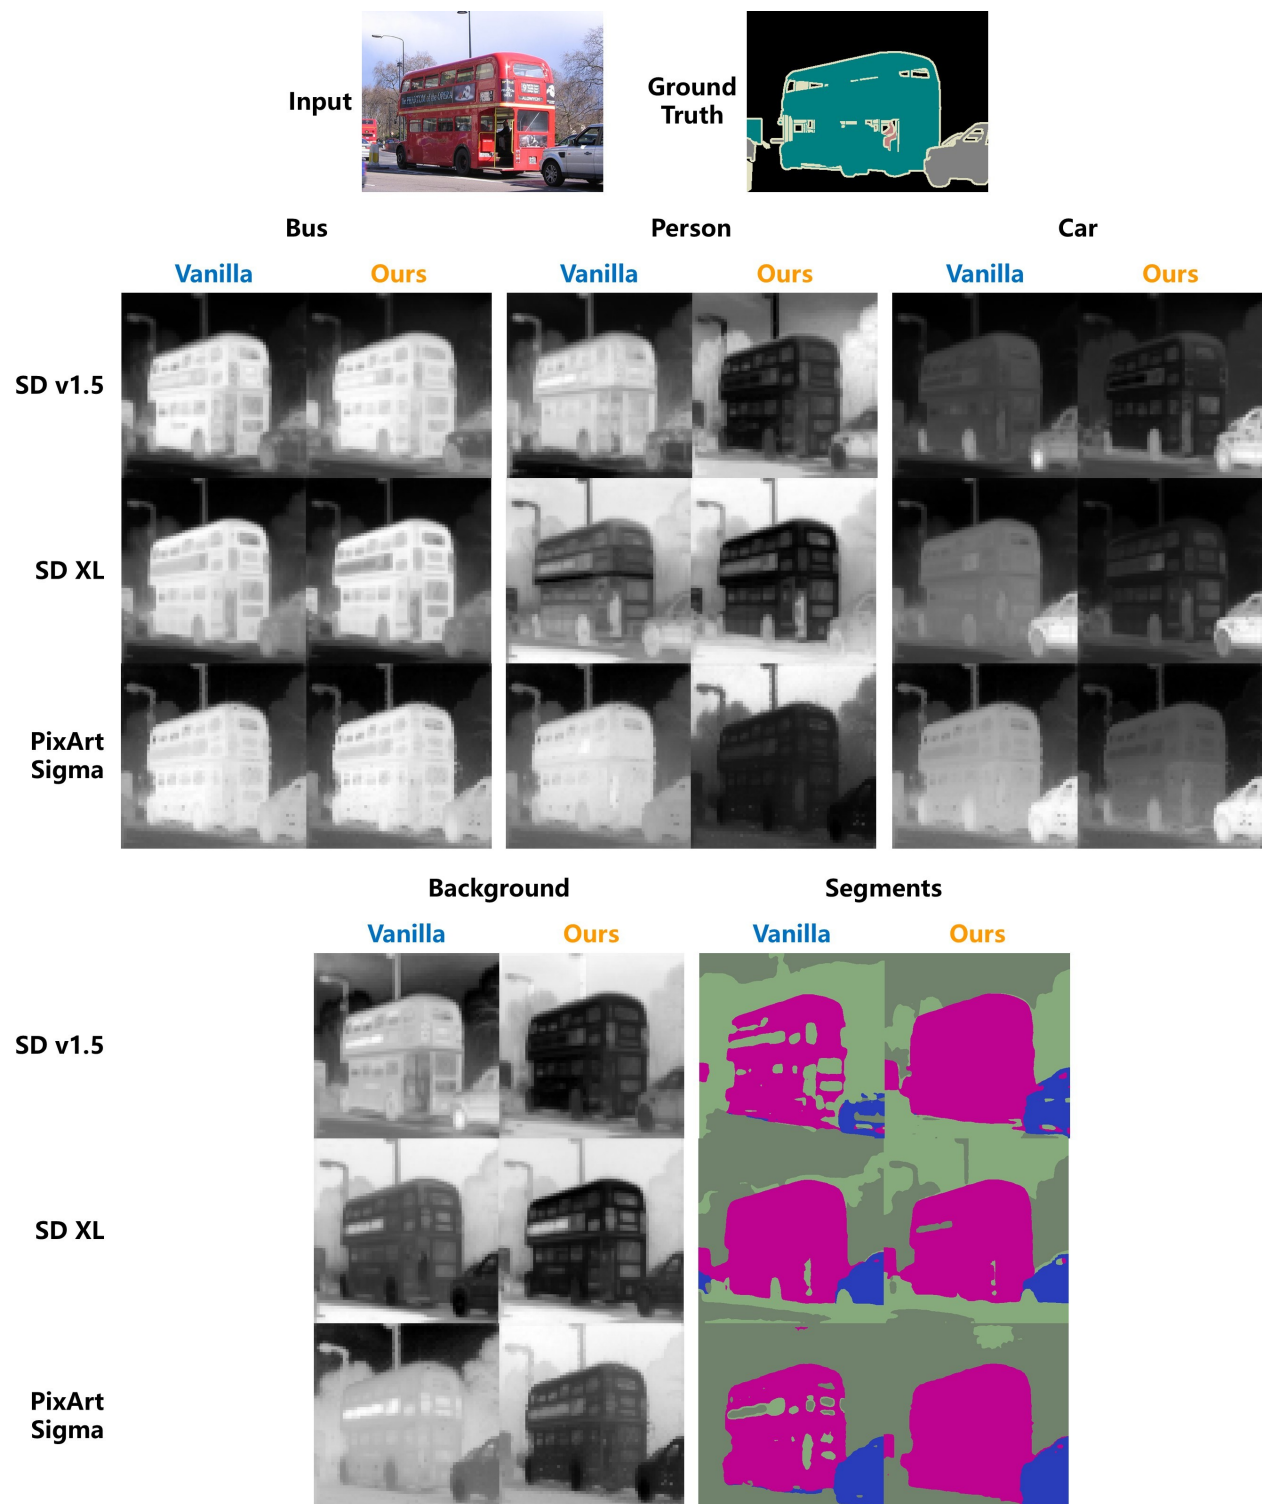 Input
Ground
Truth
Bus
Person
Car
Vanilla
Ours
Vanilla
Ours
Vanilla
Ours
SD v1.5
SD XL
PixArt
Sigma
Background
Segments
Vanilla
Ours
Vanilla
Ours
SD v1.5
SD XL
PixArt
Sigma